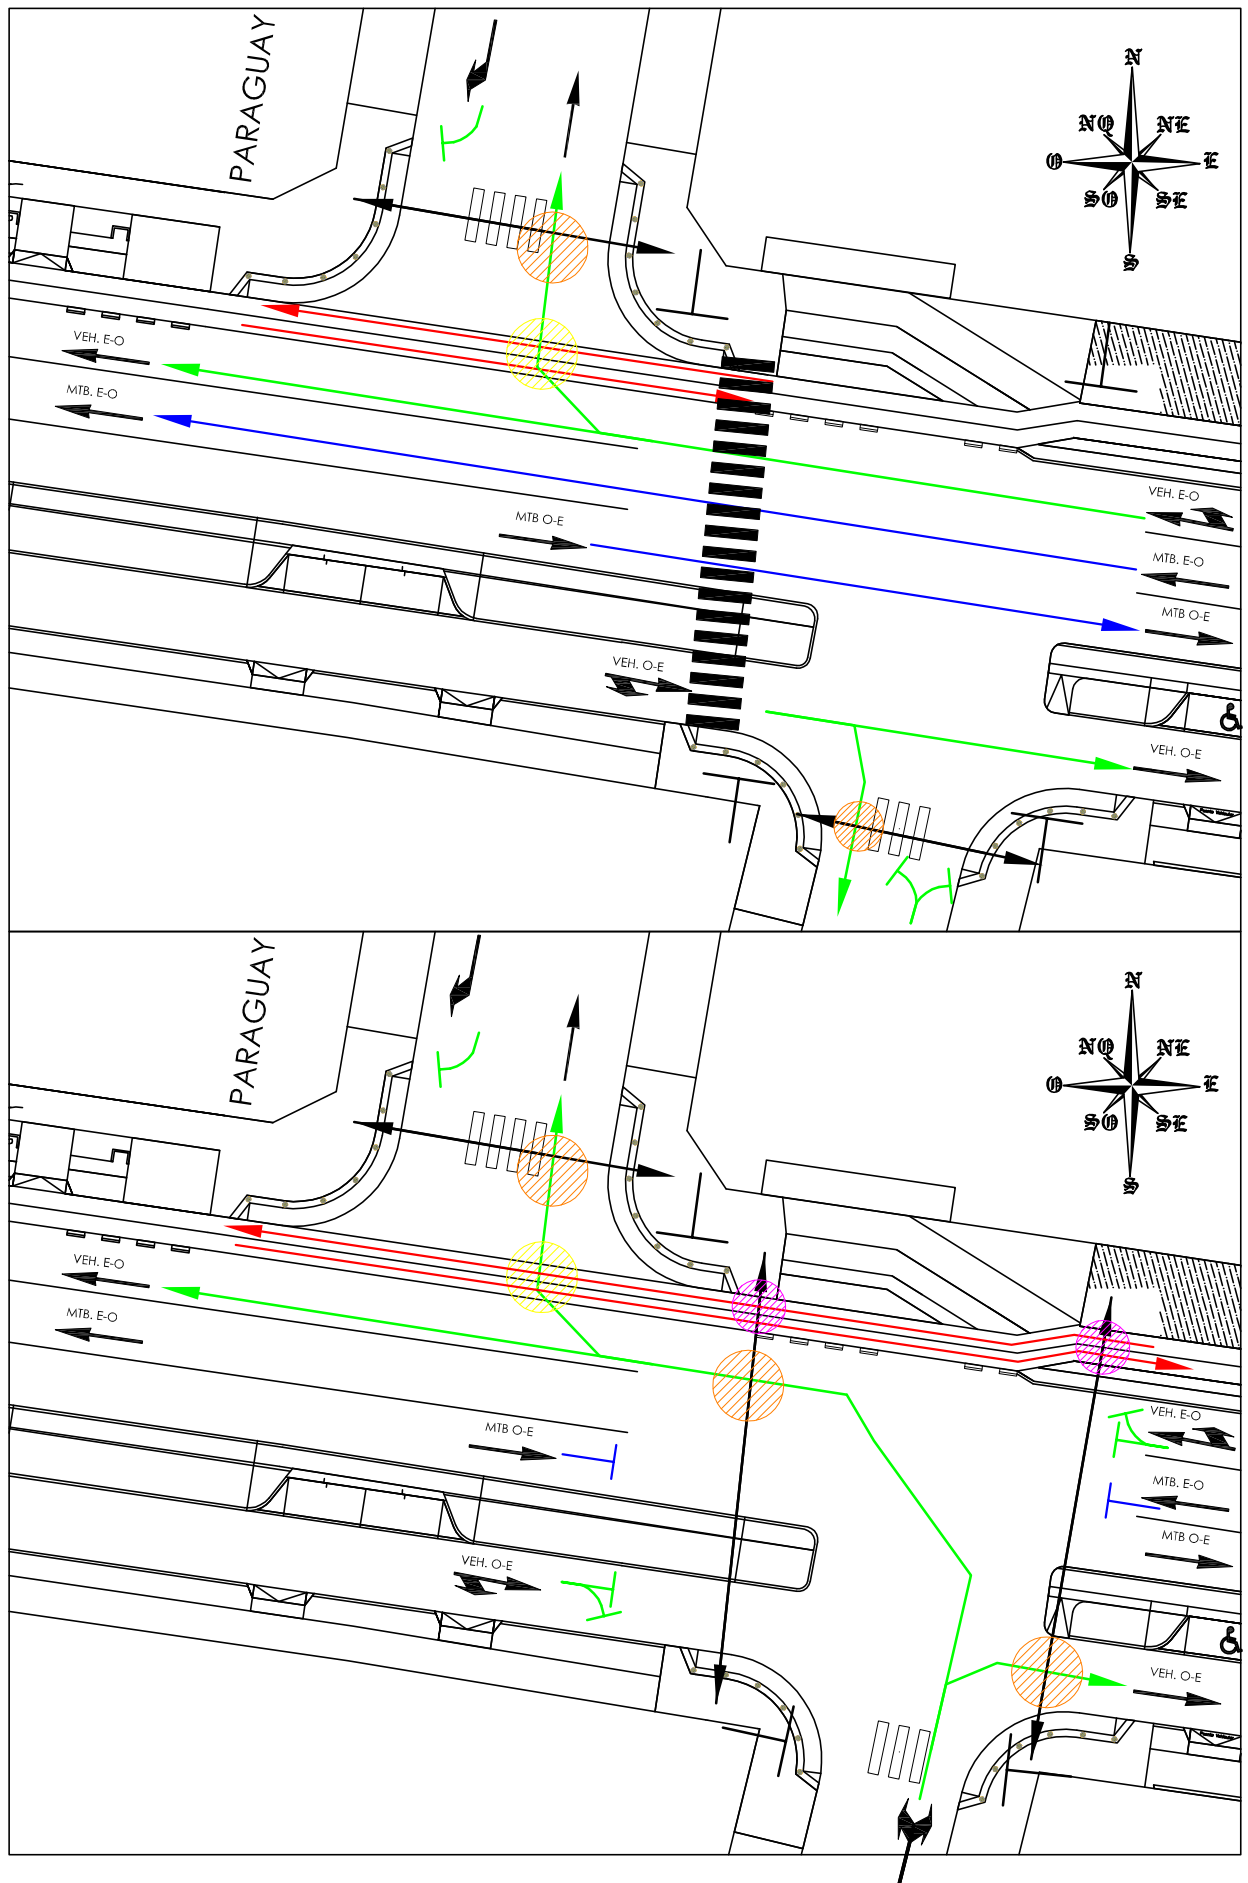 PARAGUAY
N
NO
NE
O
E
SO
SE
S
VEH. E-O
MTB. E-O
VEH. E-O
MTB O-E
MTB. E-O
MTB O-E
VEH. O-E
VEH. O-E
PARAGUAY
N
NO
NE
O
E
SO
SE
S
VEH. E-O
MTB. E-O
VEH. E-O
MTB O-E
MTB. E-O
MTB O-E
VEH. O-E
VEH. O-E